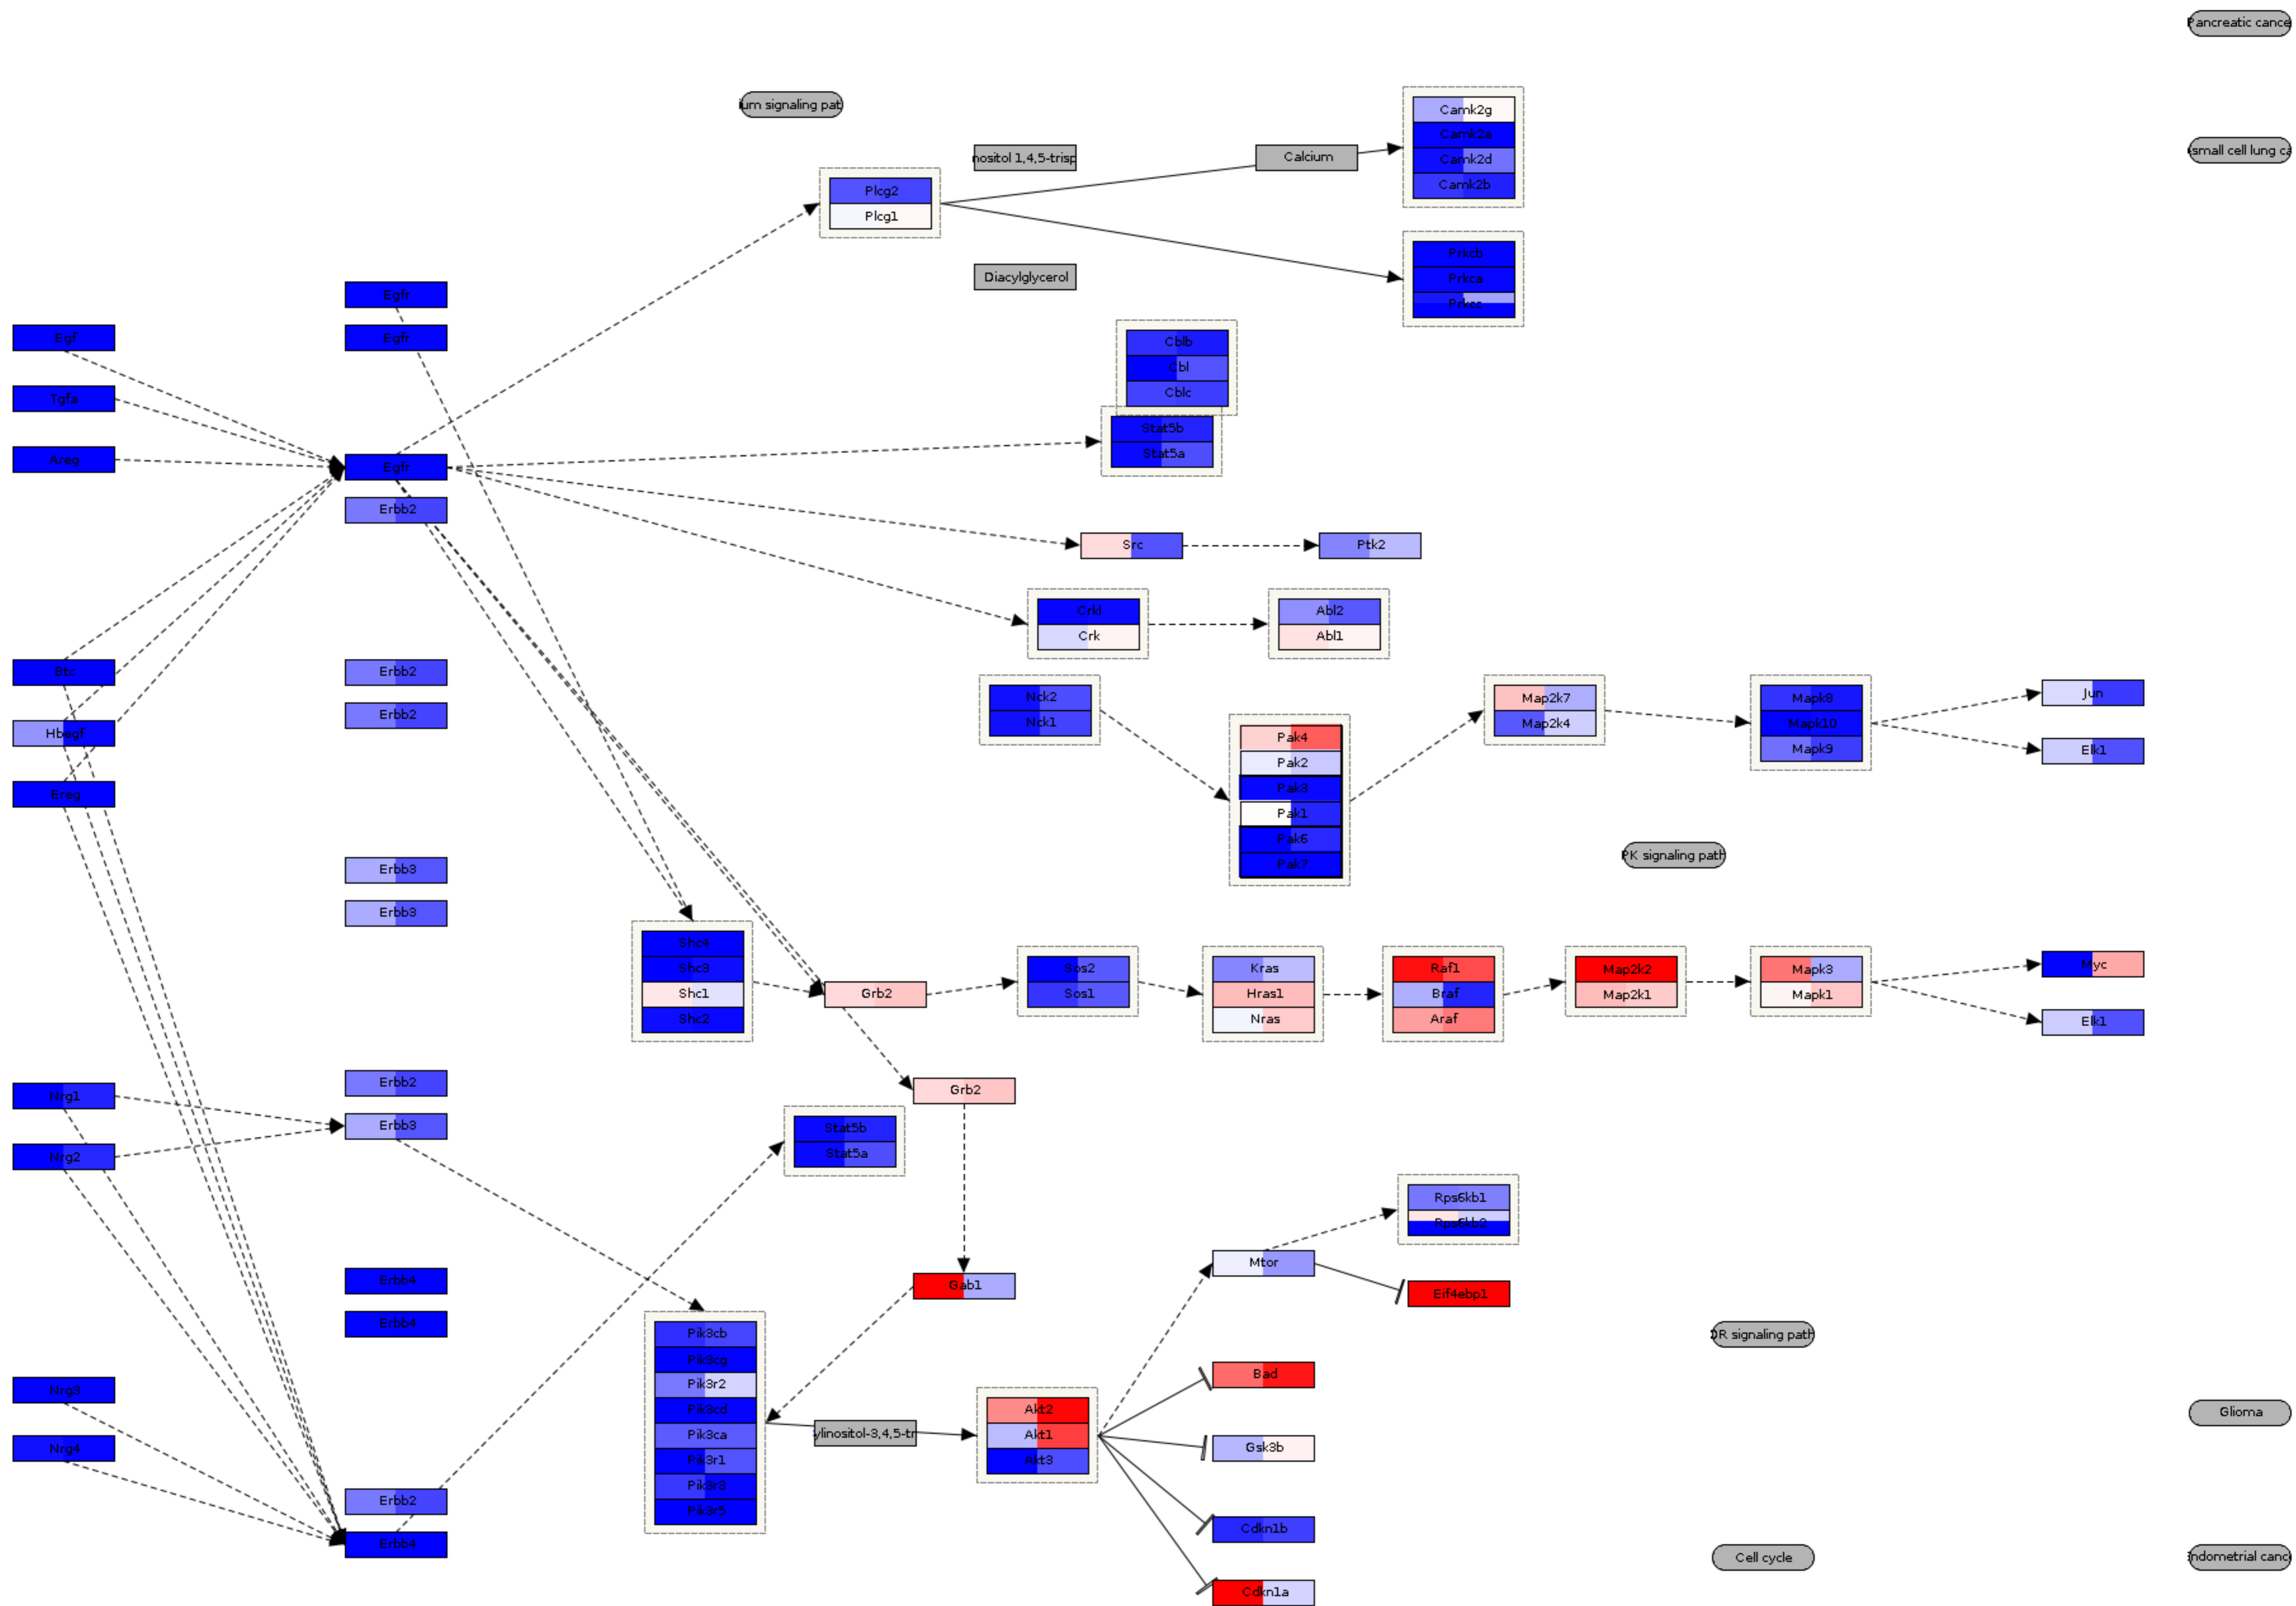 Pancreatic cance
ium signaling pat
Camk2g
Camk2a
Camk2d
Camk2b
nositol 1,4,5-trisp
Calcium
small cell lung ca
Plcg2
Plcg1
Prkcb
Prkca
Prkcc
Diacylglycerol
Egfr
Egf
Egfr
Cblb
Cbl
Cblc
Tgfa
Stat5b
Stat5a
Areg
Egfr
Erbb2
Src
Ptk2
Crkl
Crk
Abl2
Abl1
Btc
Erbb2
Nck2
Nck1
Map2k7
Map2k4
Mapk8
Mapk10
Mapk9
Jun
Hbegf
Erbb2
Pak4
Pak2
Pak3
Pak1
Pak6
Pak7
Elk1
Ereg
PK signaling path
Erbb3
Erbb3
Shc4
Shc3
Shc1
Shc2
Grb2
Sos2
Sos1
Kras
Hras1
Nras
Raf1
Braf
Araf
Map2k2
Map2k1
Mapk3
Mapk1
Myc
Elk1
Nrg1
Erbb2
Grb2
Nrg2
Erbb3
Stat5b
Stat5a
Rps6kb1
Rps6kb2
Mtor
Erbb4
Gab1
Eif4ebp1
Erbb4
Pik3cb
Pik3cg
Pik3r2
Pik3cd
Pik3ca
Pik3r1
Pik3r3
Pik3r5
OR signaling path
Nrg3
Bad
Akt2
Akt1
Akt3
Glioma
Nrg4
ylinositol-3,4,5-tr
Gsk3b
Erbb2
Cdkn1b
Erbb4
Cell cycle
ndometrial canc
Cdkn1a